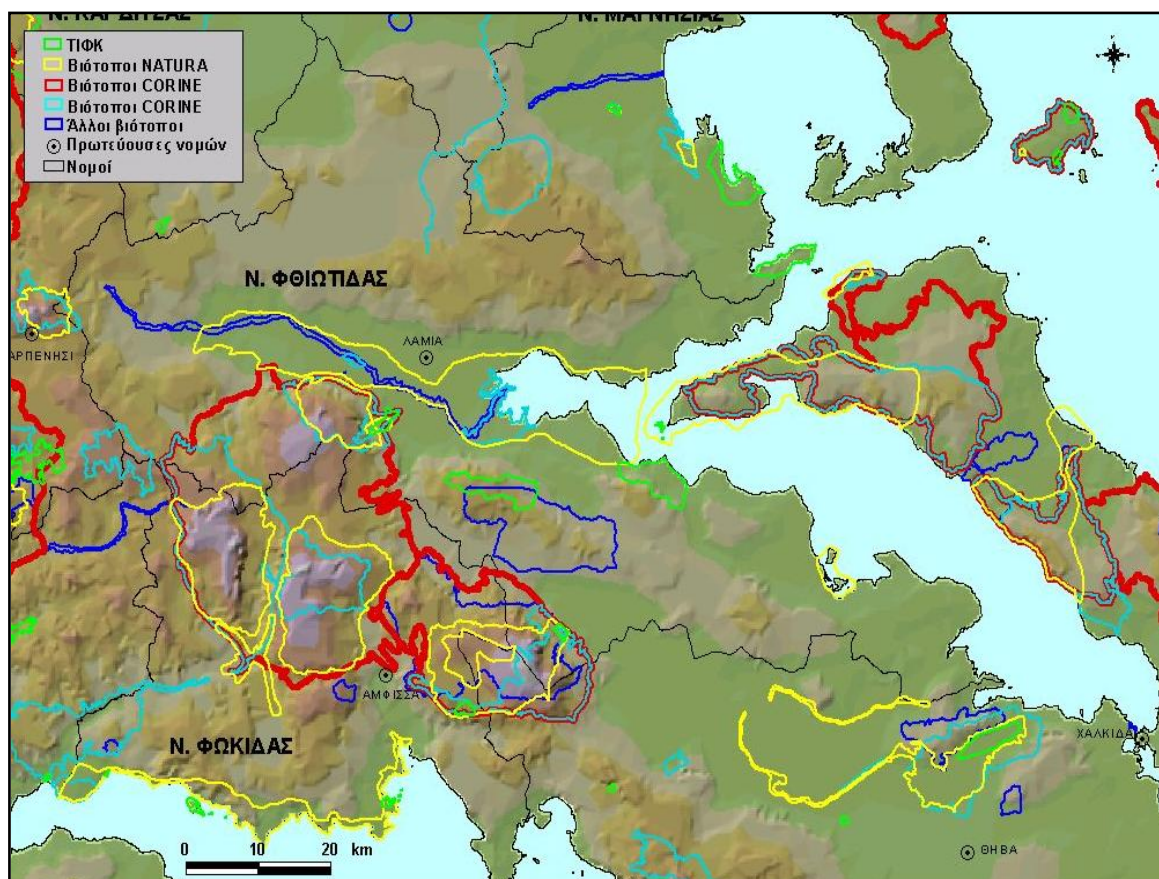 Ν. ΚΑΡΔΙΤΣΑΣ
Ν. ΜΑΓΝΗΣΙΑΣ
ΤΙΦΚ
Βιότοποι NATURA
Βιότοποι CORINE
Βιότοποι CORINE
Άλλοι βιότοποι
Πρωτεύουσες νομών
Νομοί
Ν. ΦΘΙΩΤΙΔΑΣ
ΛΑΜΙΑ
ΑΡΠΕΝΗΣΙ
ΑΜΦΙΣΣΑ
Ν. ΦΩΚΙΔΑΣ
ΧΑΛΚΙΔΑ
ΘΗΒΑ
0 10 20 km